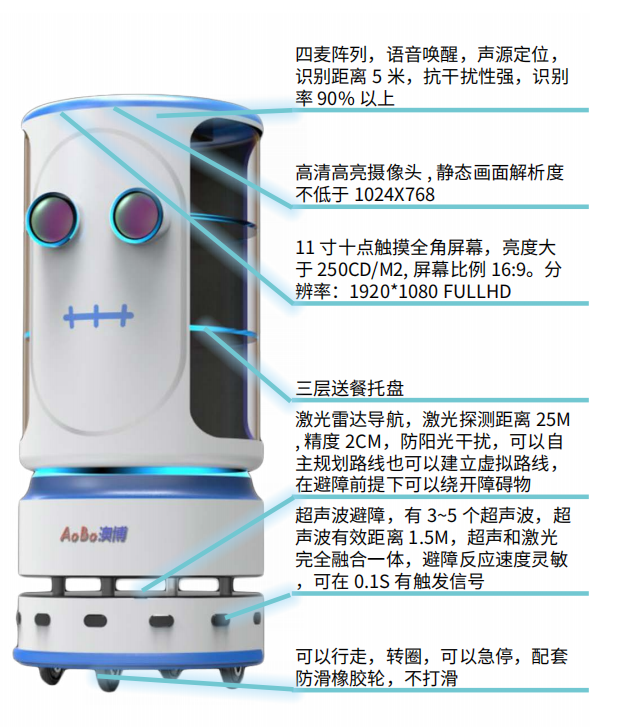 四麦阵列，语音唤醒，声源定位，
识别距离 5 米，抗干扰性强，识别
率 90% 以上
高清高亮摄像头 , 静态画面解析度
不低于 1024X768
11 寸十点触摸全角屏幕，亮度大
于 250CD/M2, 屏幕比例 16:9。分
辨率：1920*1080 FULLHD
三层送餐托盘
激光雷达导航，激光探测距离 25M
, 精度 2CM，防阳光干扰，可以自
主规划路线也可以建立虚拟路线，
在避障前提下可以绕开障碍物
超声波避障，有 3~5 个超声波，超
声波有效距离 1.5M，超声和激光
完全融合一体，避障反应速度灵敏
，可在 0.1S 有触发信号
AoBo澳博
可以行走，转圈，可以急停，配套
防滑橡胶轮，不打滑